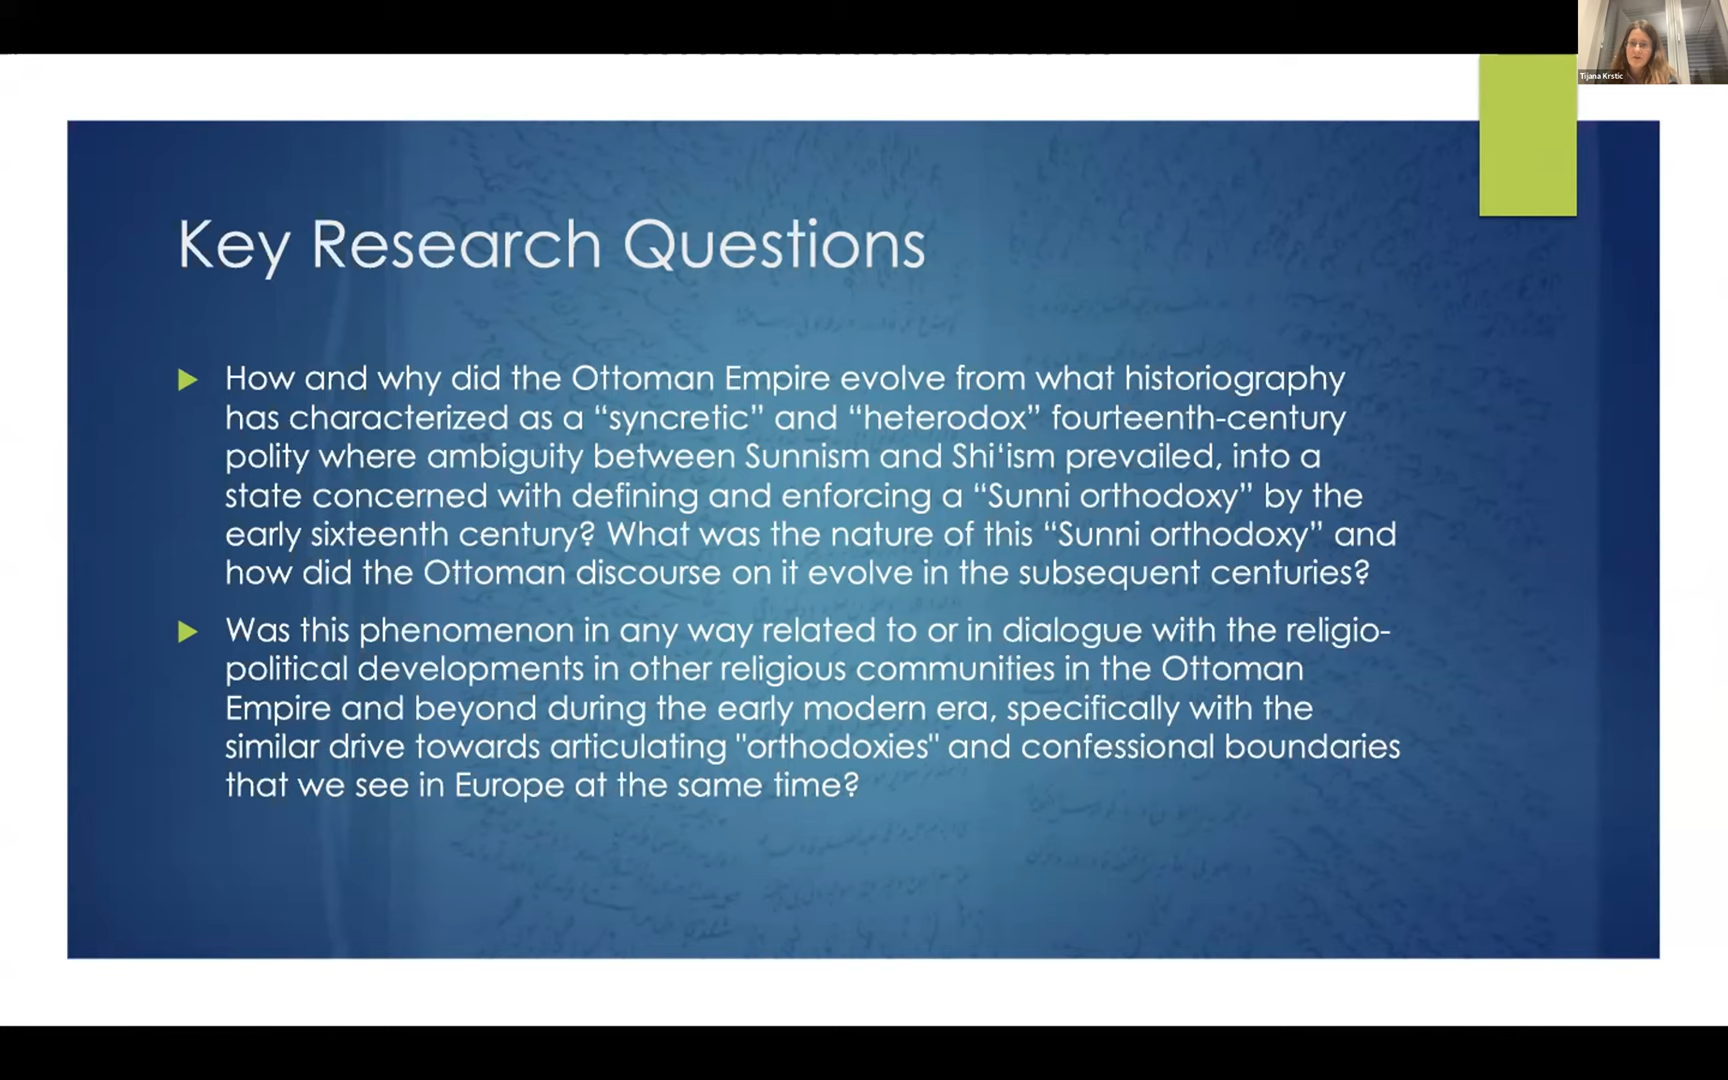 Tijana Krstic
Key Research Questions
How and why did the Ottoman Empire evolve from what historiography
has characterized as a “syncretic” and “heterodox” fourteenth-century
polity where ambiguity between Sunnism and Shi‘ism prevailed, into a
state concerned with defining and enforcing a “Sunni orthodoxy” by the
early sixteenth century? What was the nature of this “Sunni orthodoxy” and
how did the Ottoman discourse on it evolve in the subsequent centuries?
Was this phenomenon in any way related to or in dialogue with the religio-
political developments in other religious communities in the Ottoman
Empire and beyond during the early modern era, specifically with the
similar drive towards articulating "orthodoxies" and confessional boundaries
that we see in Europe at the same time?